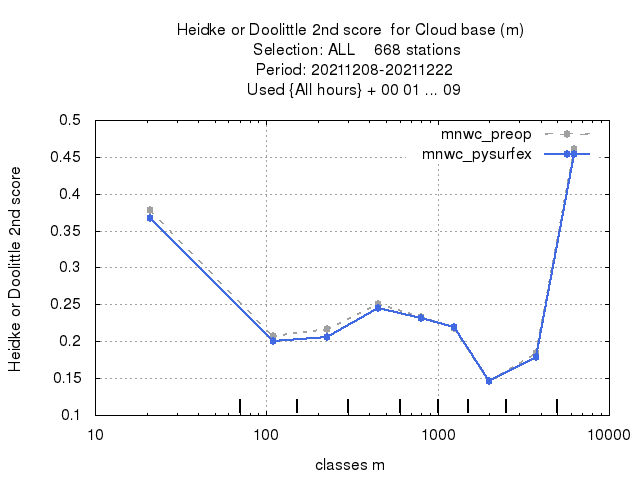 Heidke or Doolittle 2nd score  for Cloud base (m)
Selection: ALL    668 stations
Period: 20211208-20211222
Used {All hours} + 00 01 ... 09
mnwc_preop
mnwc_pysurfex
Heidke or Doolittle 2nd score
0.5
0.45
0.4
0.35
0.3
0.25
0.2
0.15
0.1
10 100 1000 10000
classes m